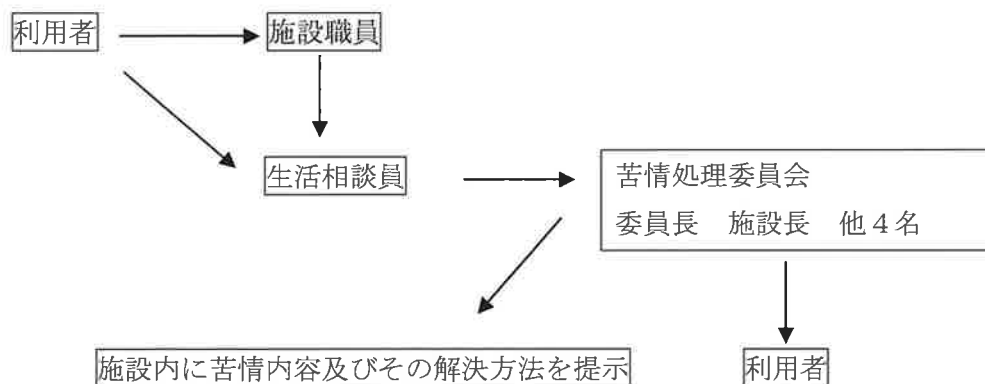 利用者
施設職員
生活相談員
苦情処理委員会
委員長　施設長　他４名
施設内に苦情内容及びその解決方法を提示
利用者